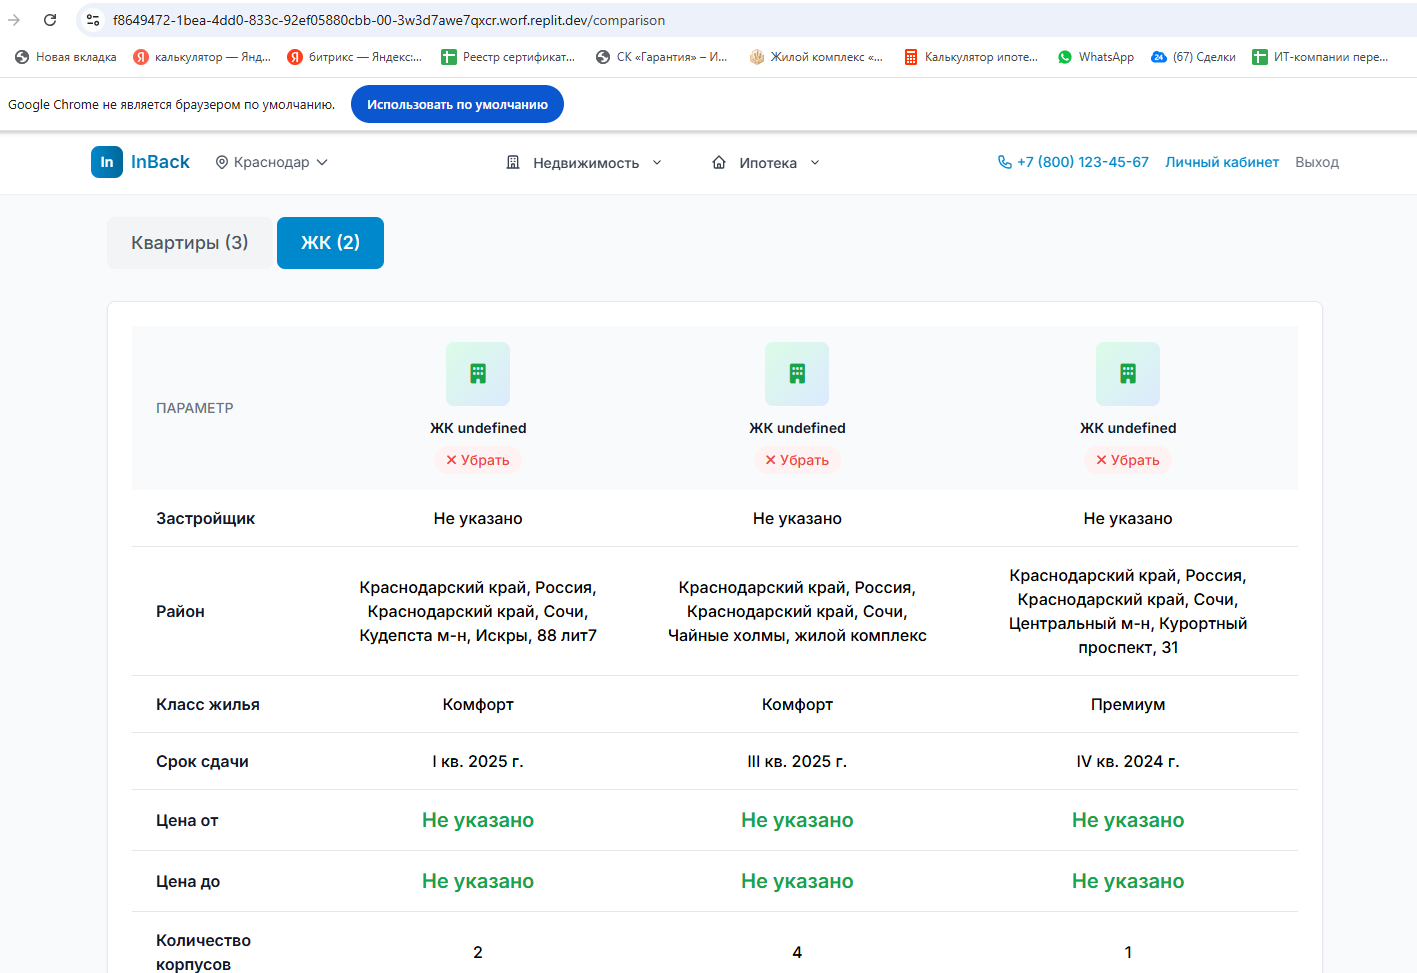 f8649472-1bea-4dd0-833c-92ef05880cbb-00-3w3d7awe7qxcr.worf.replit.dev/comparison
Новая вкладка калькулятор — Янд... битрикс — Яндекс:... Реестр сертификат... СК «Гарантия» – И... Жилой комплекс «... Калькулятор ипоте... WhatsApp 24 (67) Сделки ИТ-компании пере...
Google Chrome не является браузером по умолчанию. Использовать по умолчанию
In InBack Краснодар Недвижимость Ипотека +7 (800) 123-45-67 Личный кабинет Выход
Квартиры (3) ЖК (2)
ПАРАМЕТР
ЖК undefined ЖК undefined ЖК undefined
✕ Убрать ✕ Убрать ✕ Убрать
Застройщик Не указано Не указано Не указано
Район
Краснодарский край, Россия,
Краснодарский край, Сочи,
Кудепста м-н, Искры, 88 лит7
Краснодарский край, Россия,
Краснодарский край, Сочи,
Чайные холмы, жилой комплекс
Краснодарский край, Россия,
Краснодарский край, Сочи,
Центральный м-н, Курортный
проспект, 31
Класс жилья Комфорт Комфорт Премиум
Срок сдачи I кв. 2025 г. III кв. 2025 г. IV кв. 2024 г.
Цена от Не указано Не указано Не указано
Цена до Не указано Не указано Не указано
Количество
корпусов
2 4 1